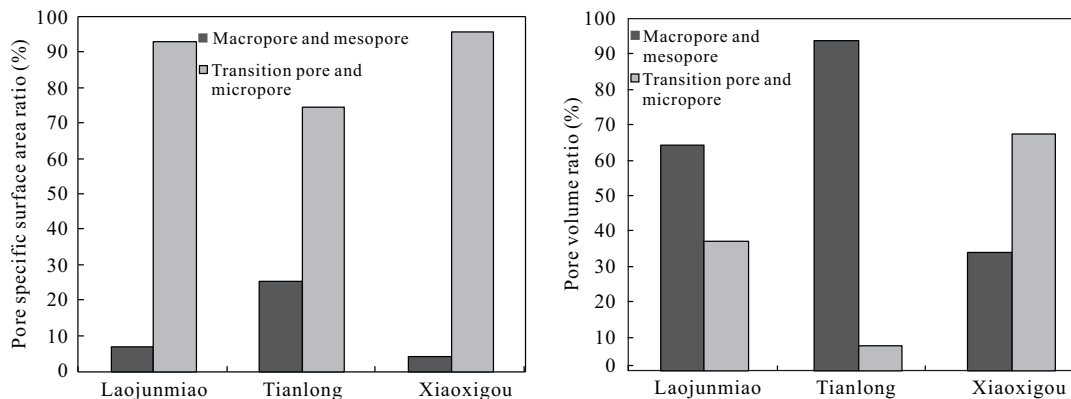 Pore specific surface area ratio (%)
100
90
80
70
60
50
40
30
20
10
0
Macropore and mesopore
Transition pore and
micropore
Laojunmiao
Tianlong
Xiaoxigou
Pore volume ratio (%)
100
90
80
70
60
50
40
30
20
10
0
Macropore and
mesopore
Transition pore and
micropore
Laojunmiao
Tianlong
Xiaoxigou